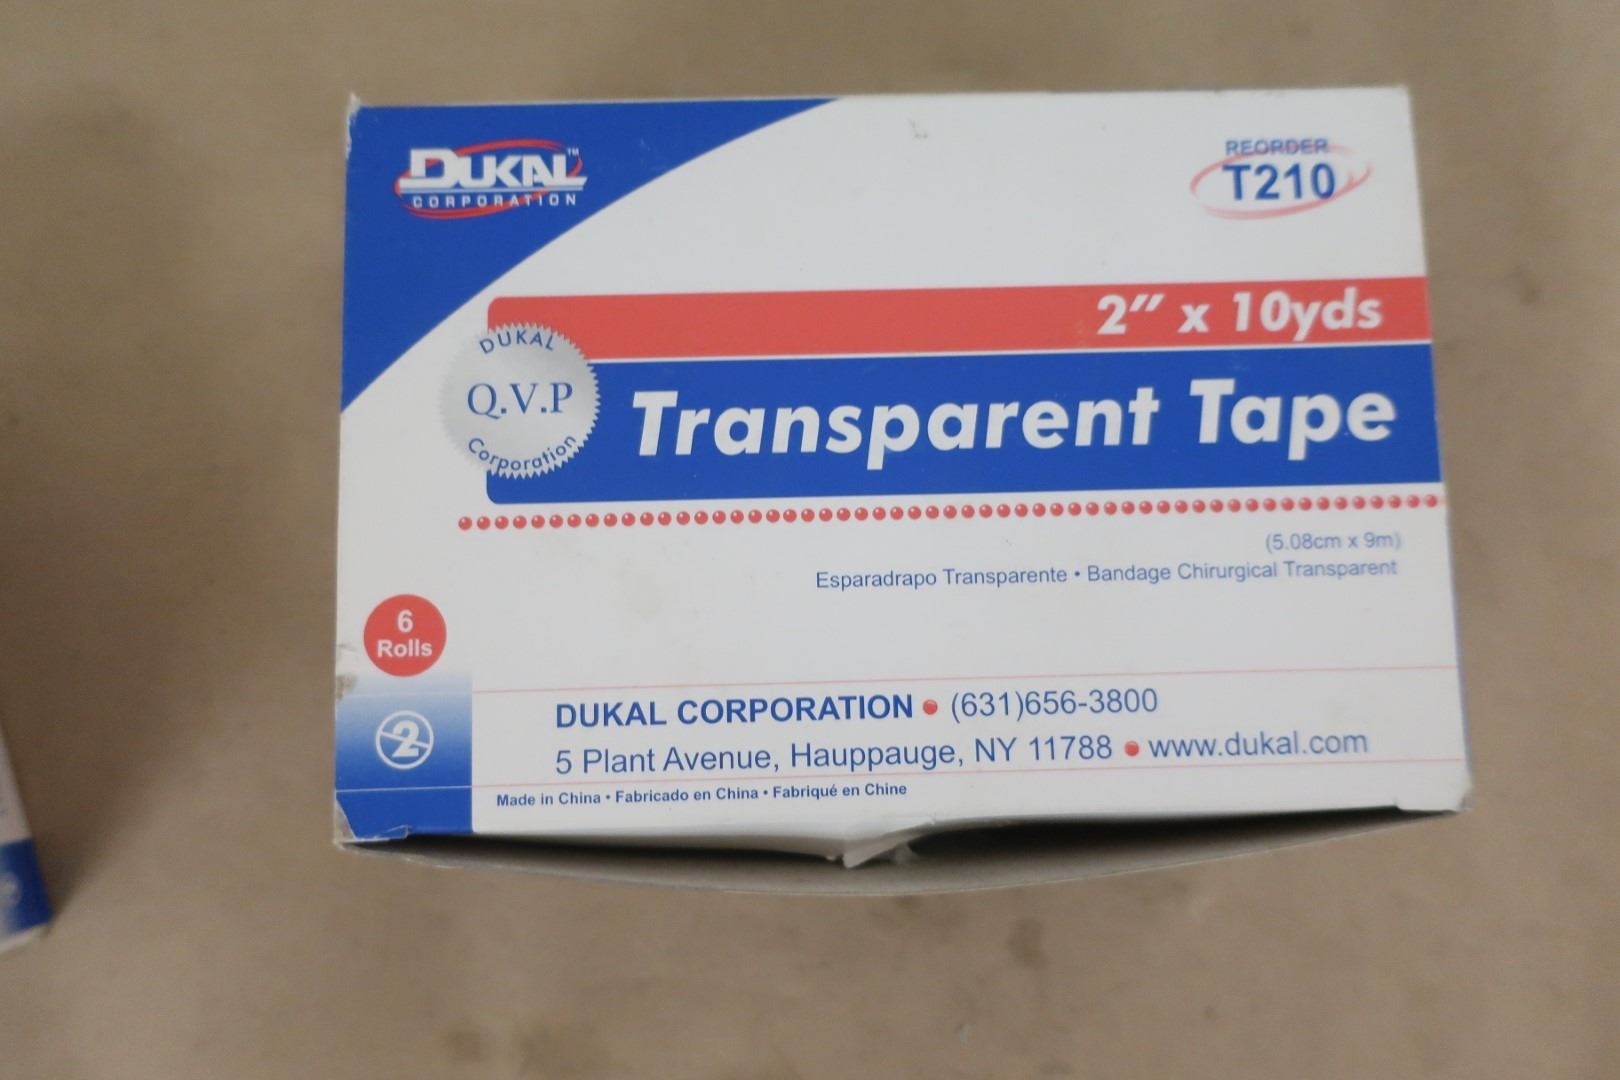 DUKAL™
CORPORATION
REORDER
T210
2" x 10yds
DUKAL
Q.V.P
Corporation
Transparent Tape
(5.08cm x 9m)
Esparadrapo Transparente • Bandage Chirurgical Transparent
6
Rolls
2
DUKAL CORPORATION • (631)656-3800
5 Plant Avenue, Hauppauge, NY 11788 • www.dukal.com
Made in China • Fabricado en China • Fabriqué en Chine